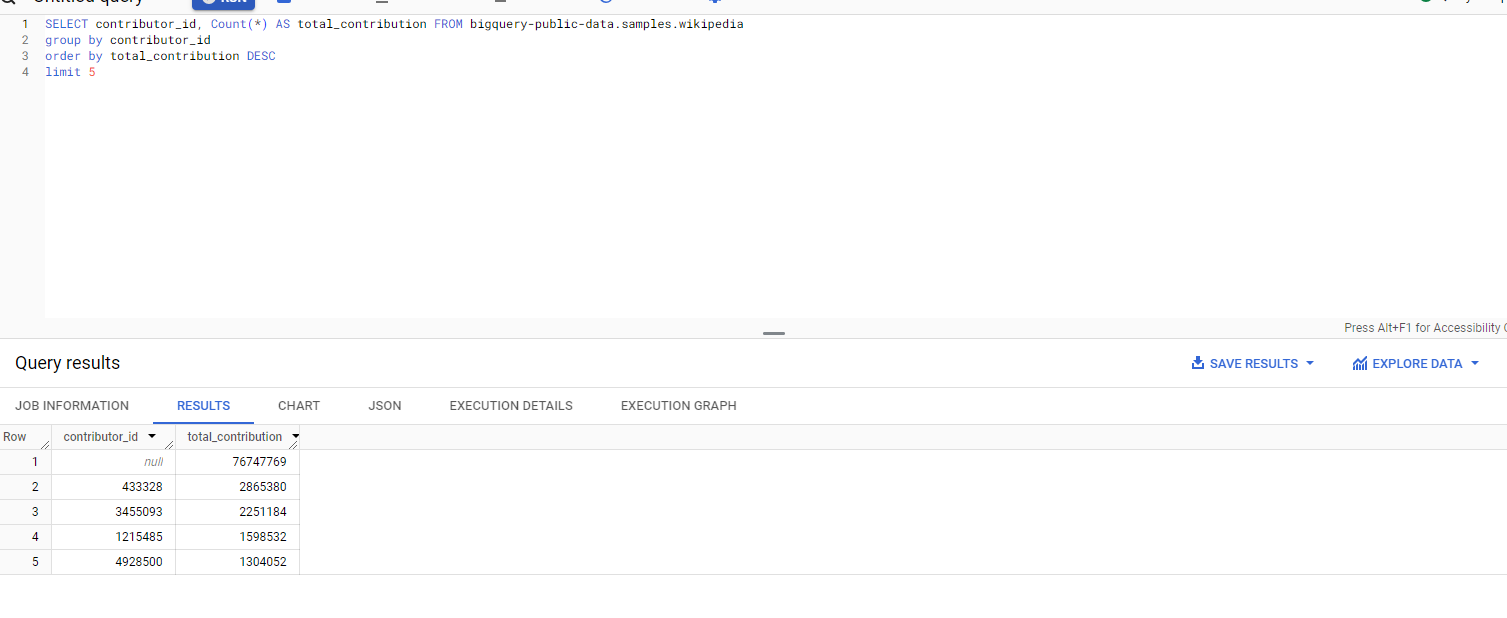 Untitled query RUN
1 SELECT contributor_id, Count(*) AS total_contribution FROM bigquery-public-data.samples.wikipedia
2 group by contributor_id
3 order by total_contribution DESC
4 limit 5
Press Alt+F1 for Accessibility
Query results SAVE RESULTS EXPLORE DATA
JOB INFORMATION RESULTS CHART JSON EXECUTION DETAILS EXECUTION GRAPH
Row contributor_id total_contribution
1 null 76747769
2 433328 2865380
3 3455093 2251184
4 1215485 1598532
5 4928500 1304052